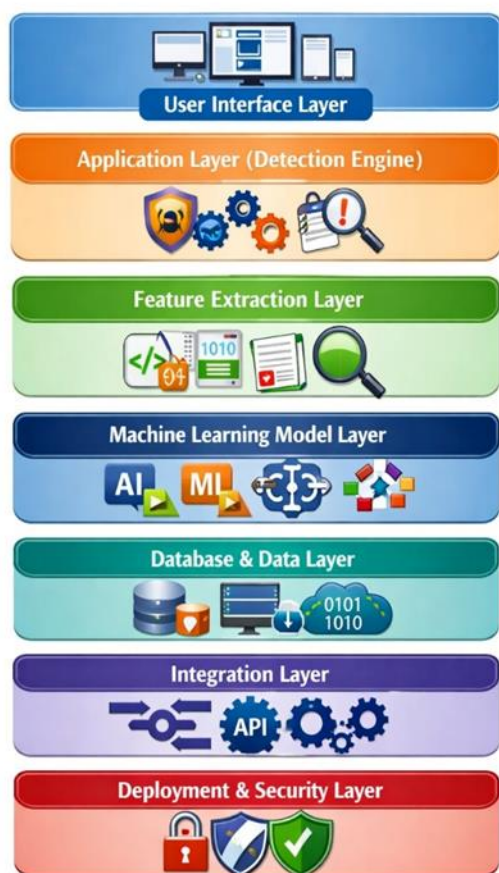 User Interface Layer
Application Layer (Detection Engine)
Feature Extraction Layer
</>
1010
Machine Learning Model Layer
AI
ML
Database & Data Layer
0101
1010
Integration Layer
API
Deployment & Security Layer